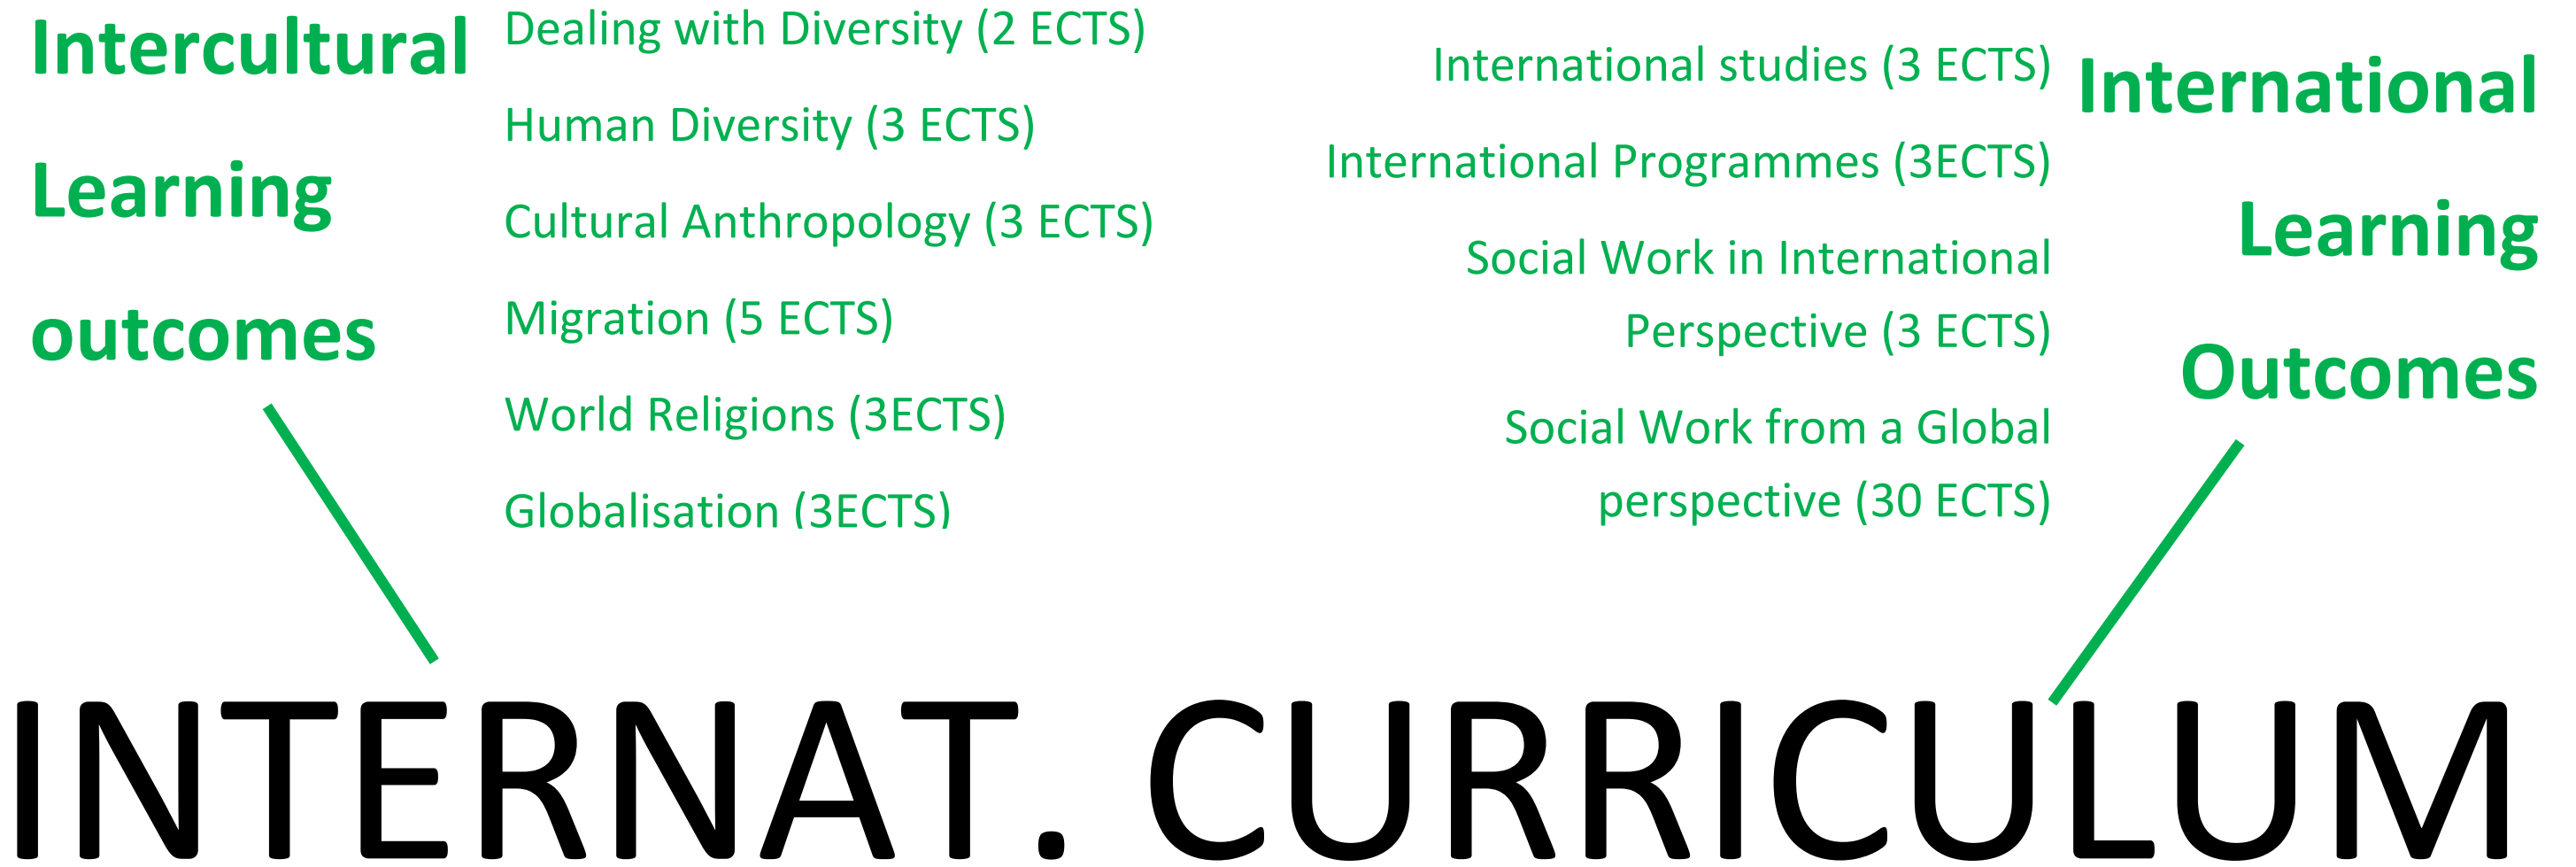 Intercultural
Learning
outcomes
Dealing with Diversity (2 ECTS)
Human Diversity (3 ECTS)
Cultural Anthropology (3 ECTS)
Migration (5 ECTS)
World Religions (3ECTS)
Globalisation (3ECTS)
International studies (3 ECTS)
International Programmes (3ECTS)
Social Work in International
Perspective (3 ECTS)
Social Work from a Global
perspective (30 ECTS)
International
Learning
Outcomes
INTERNAT. CURRICULUM